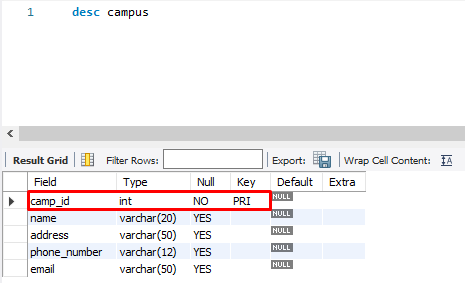 1 desc campus
Result Grid Filter Rows: Export: Wrap Cell Content: IA
Field Type Null Key Default Extra
camp_id int NO PRI NULL
name varchar(20) YES NULL
address varchar(50) YES NULL
phone_number varchar(12) YES NULL
email varchar(50) YES NULL